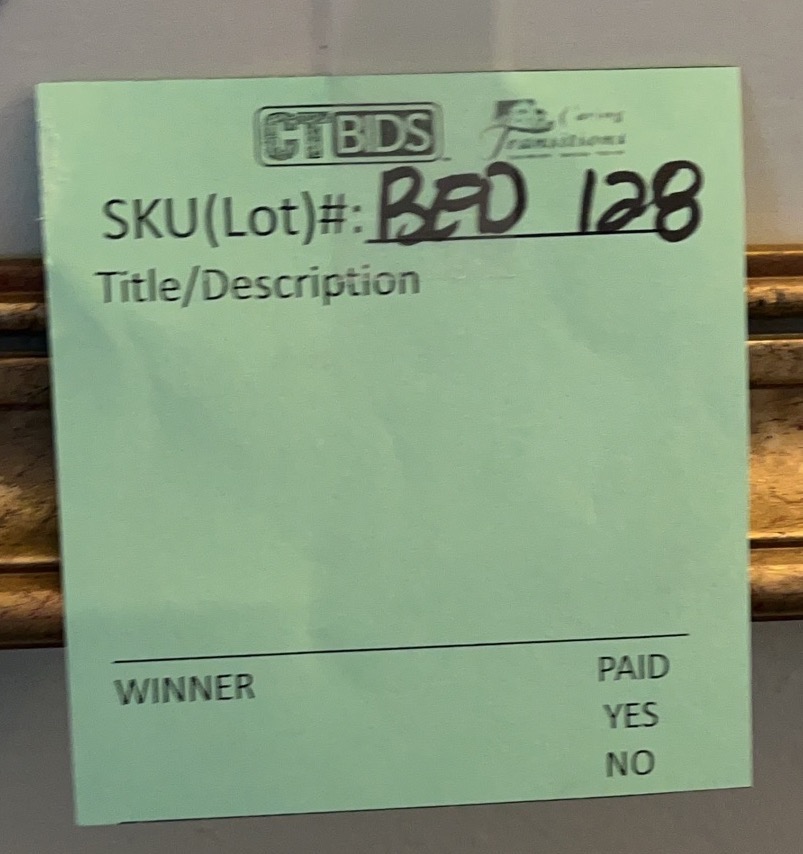 CTBIDS
Caring
Transitions
SKU(Lot)#: BED 128
Title/Description
WINNER
PAID
YES
NO